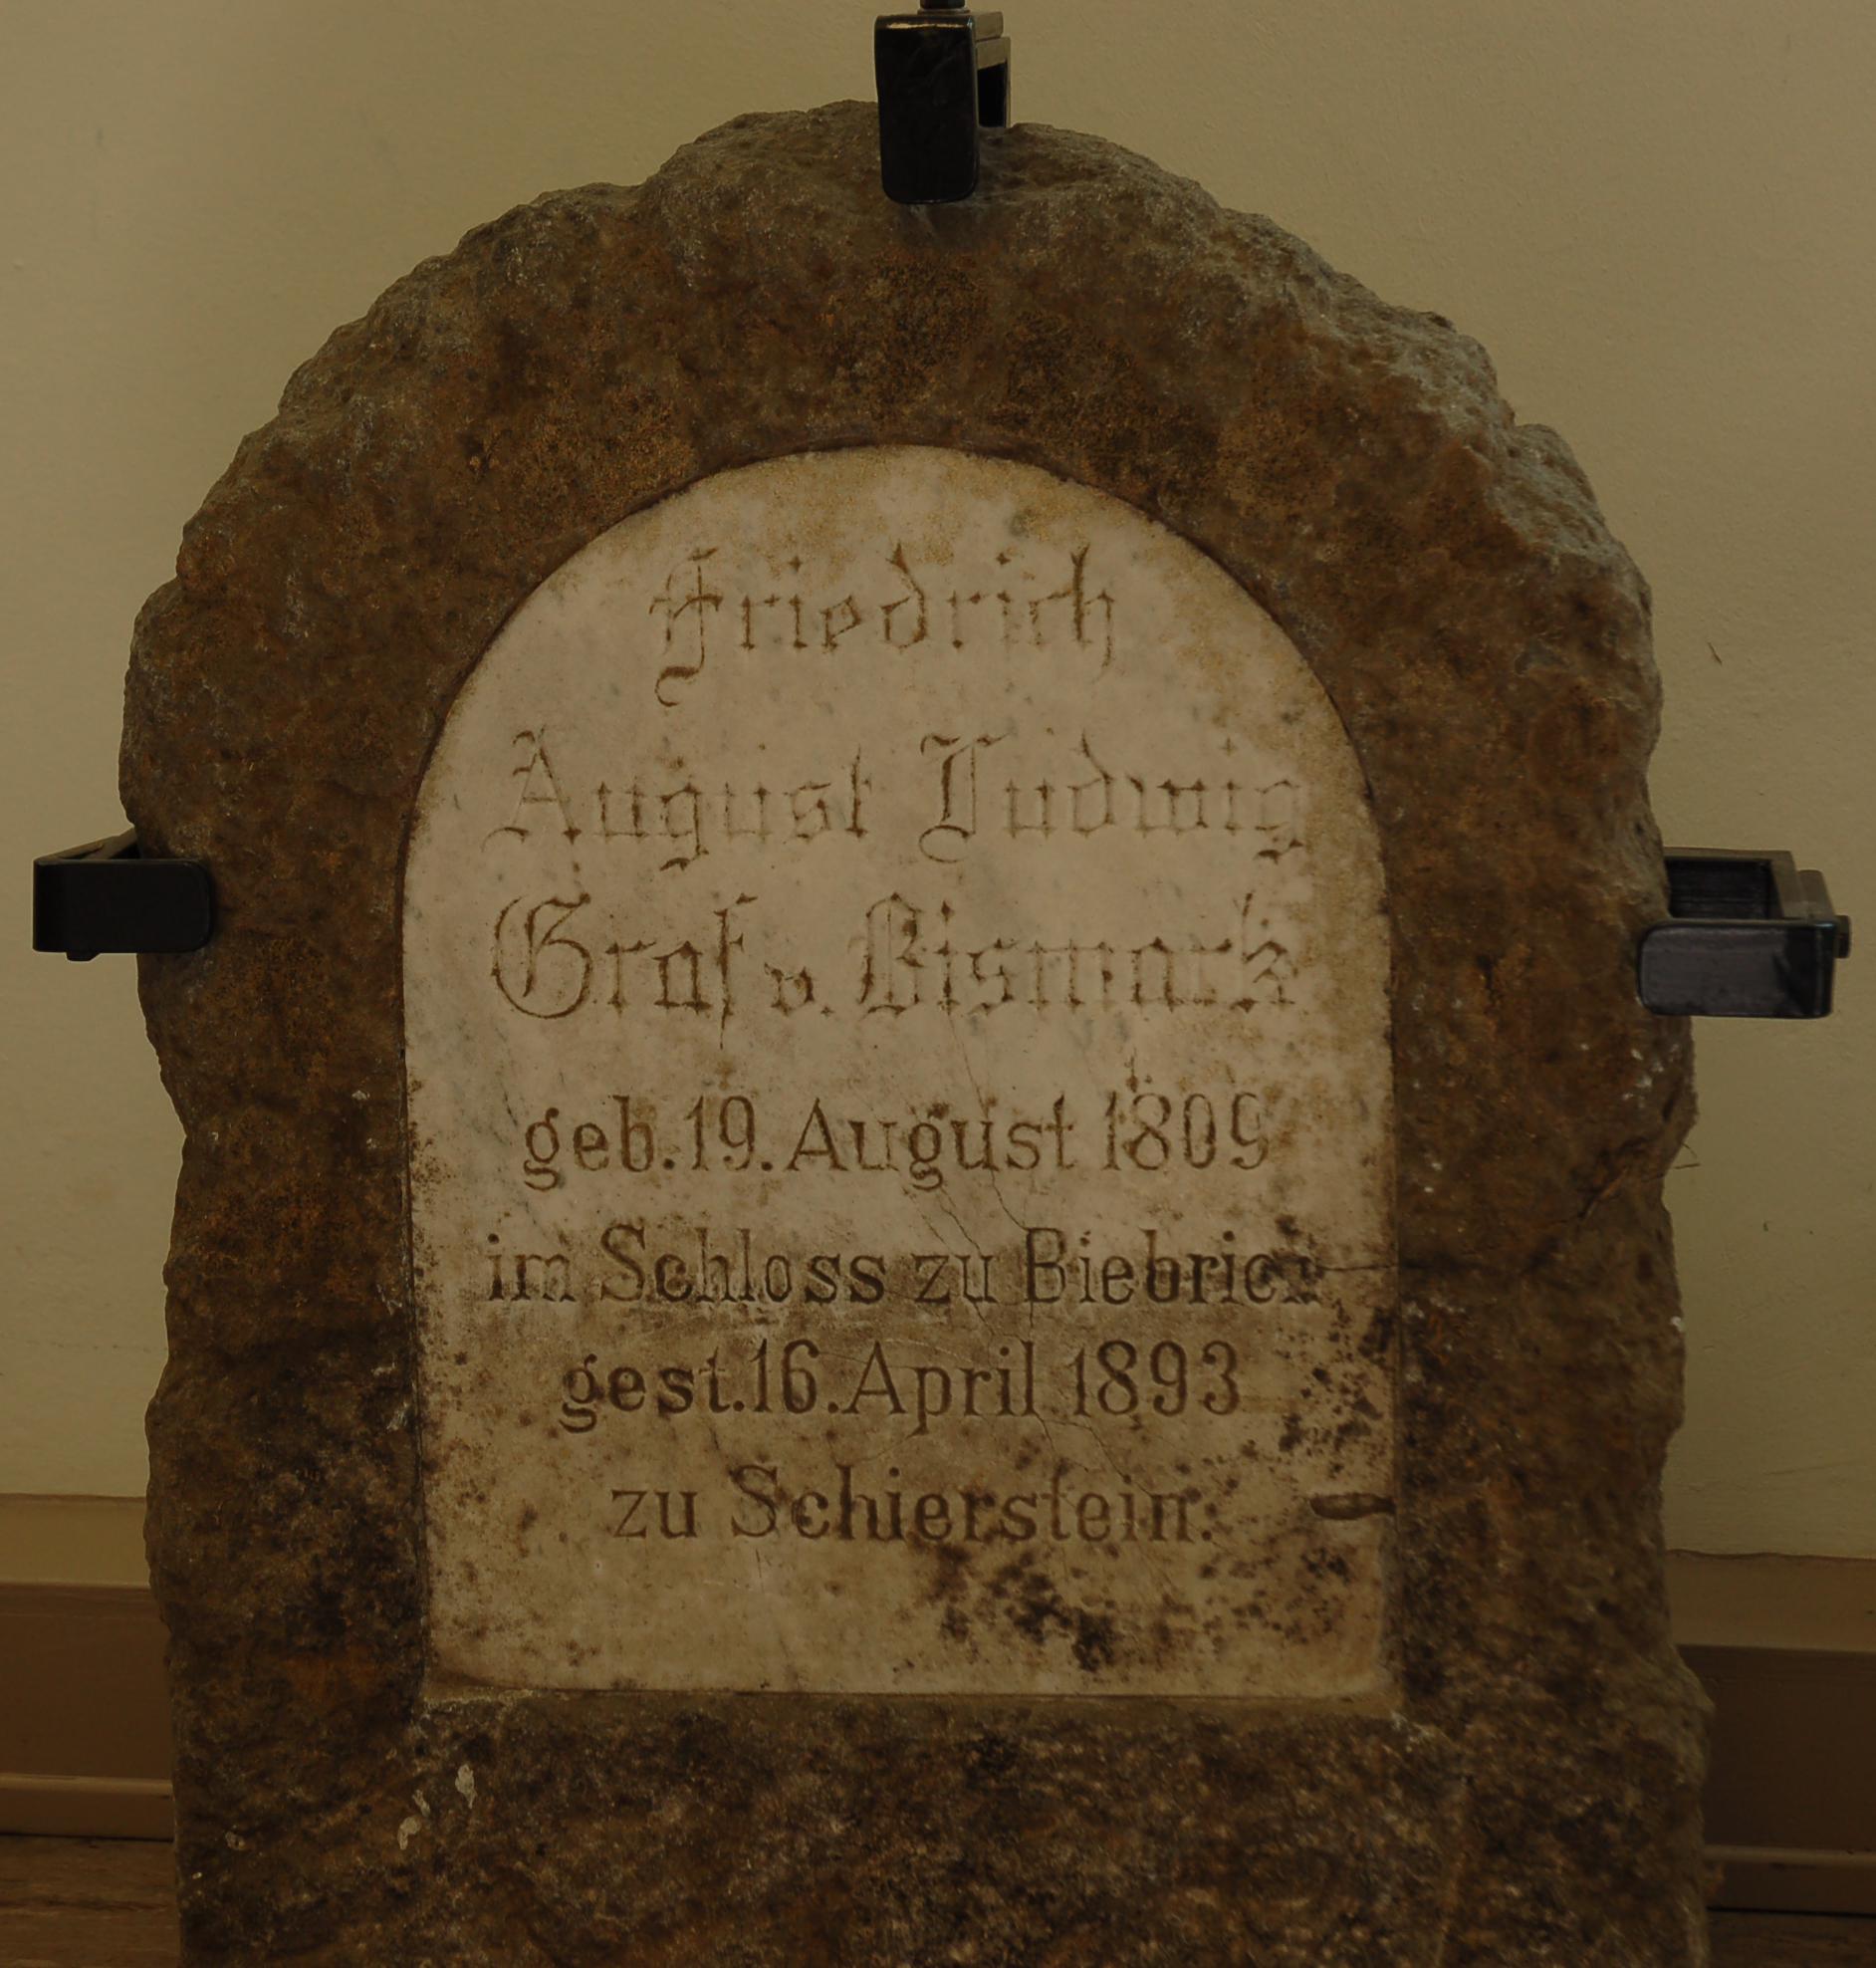 Friedrich
August Ludwig
Graf v. Bismark
geb. 19. August 1809
im Schloss zu Biebrich
gest. 16. April 1893
zu Schierstein.